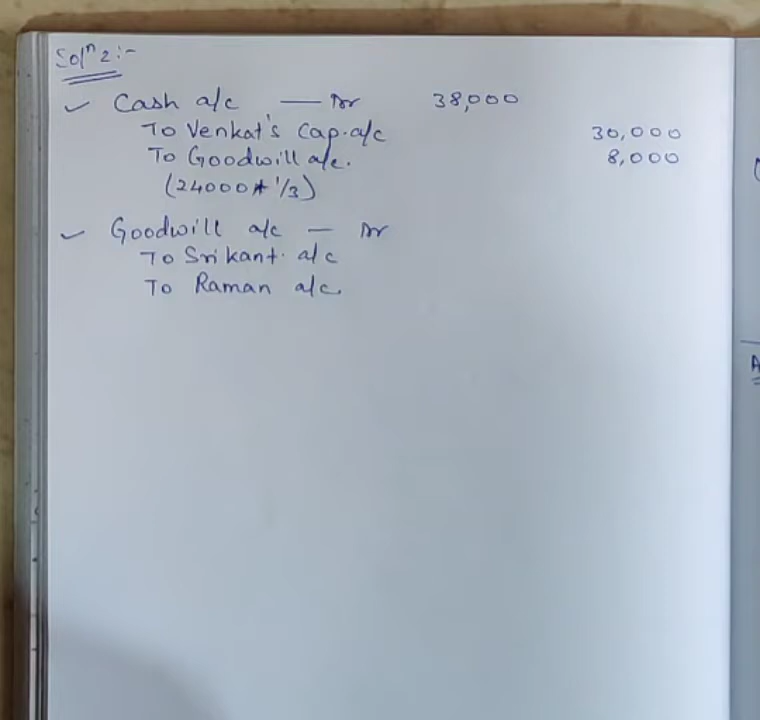 Solⁿ 2:-
✓ Cash a/c — Dr 38,000
To Venkat's Cap. a/c 30,000
To Goodwill a/c. 8,000
(24000 * 1/3)
✓ Goodwill a/c — Dr
To Srikant a/c
To Raman a/c.
A